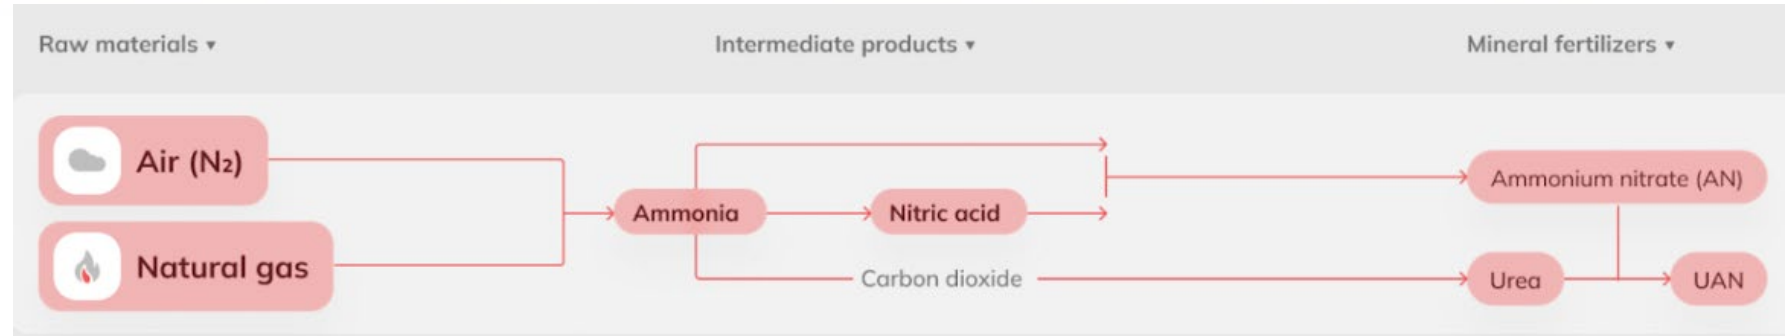 Raw materials ▾
Intermediate products ▾
Mineral fertilizers ▾
Air (N₂)
Natural gas
Ammonia
Nitric acid
Carbon dioxide
Ammonium nitrate (AN)
Urea
UAN